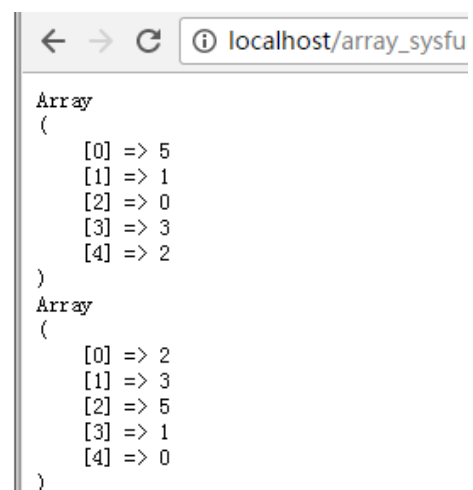 localhost/array_sysfu
Array
(
    [0] => 5
    [1] => 1
    [2] => 0
    [3] => 3
    [4] => 2
)
Array
(
    [0] => 2
    [1] => 3
    [2] => 5
    [3] => 1
    [4] => 0
)